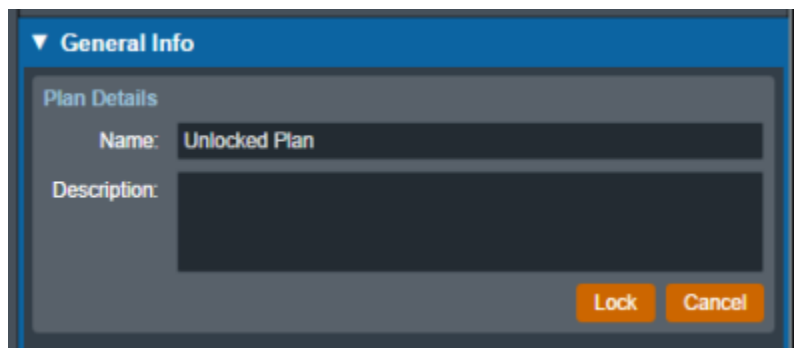 ▼ General Info
Plan Details
Name: Unlocked Plan
Description:
Lock Cancel